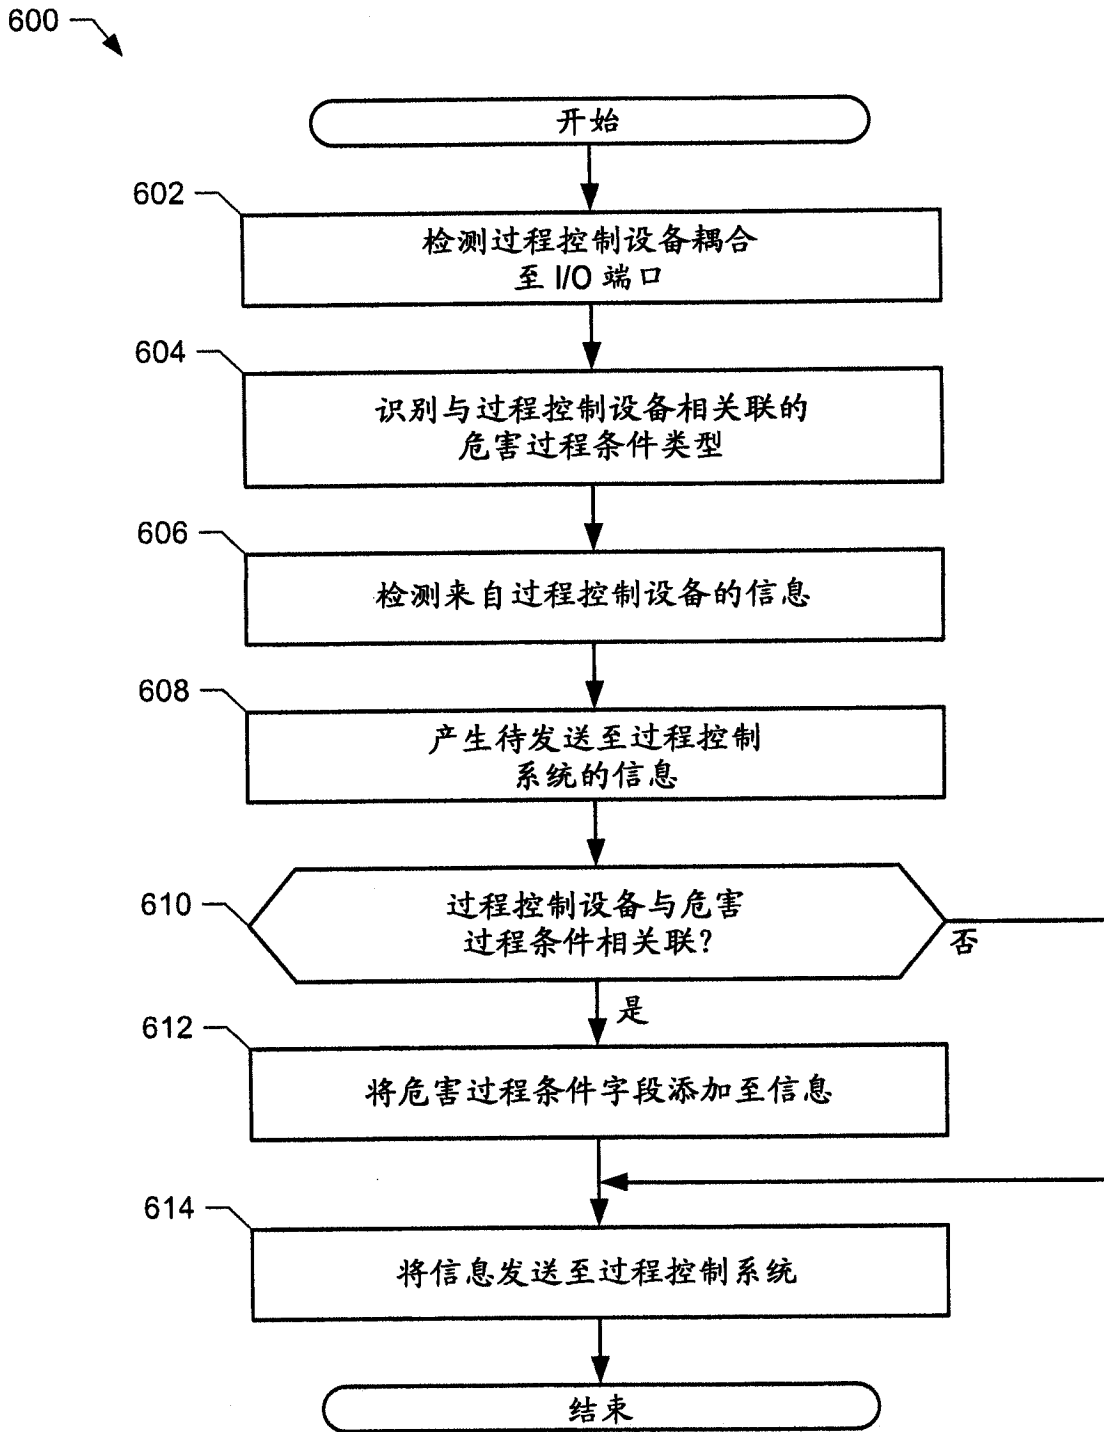 600
开始
602
检测过程控制设备耦合
至 I/O 端口
604
识别与过程控制设备相关联的
危害过程条件类型
606
检测来自过程控制设备的信息
608
产生待发送至过程控制
系统的信息
610
过程控制设备与危害
过程条件相关联?
否
是
612
将危害过程条件字段添加至信息
614
将信息发送至过程控制系统
结束